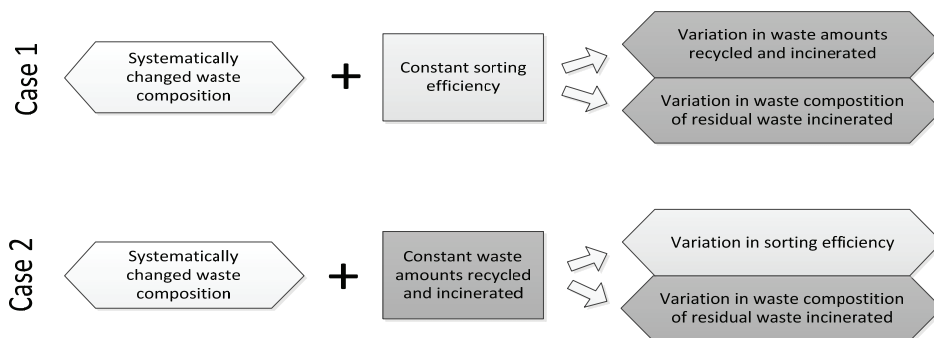 Case 1
Systematically
changed waste
composition
+
Constant sorting
efficiency
Variation in waste amounts
recycled and incinerated
Variation in waste compostition
of residual waste incinerated
Case 2
Systematically
changed waste
composition
+
Constant waste
amounts recycled
and incinerated
Variation in sorting efficiency
Variation in waste compostition
of residual waste incinerated